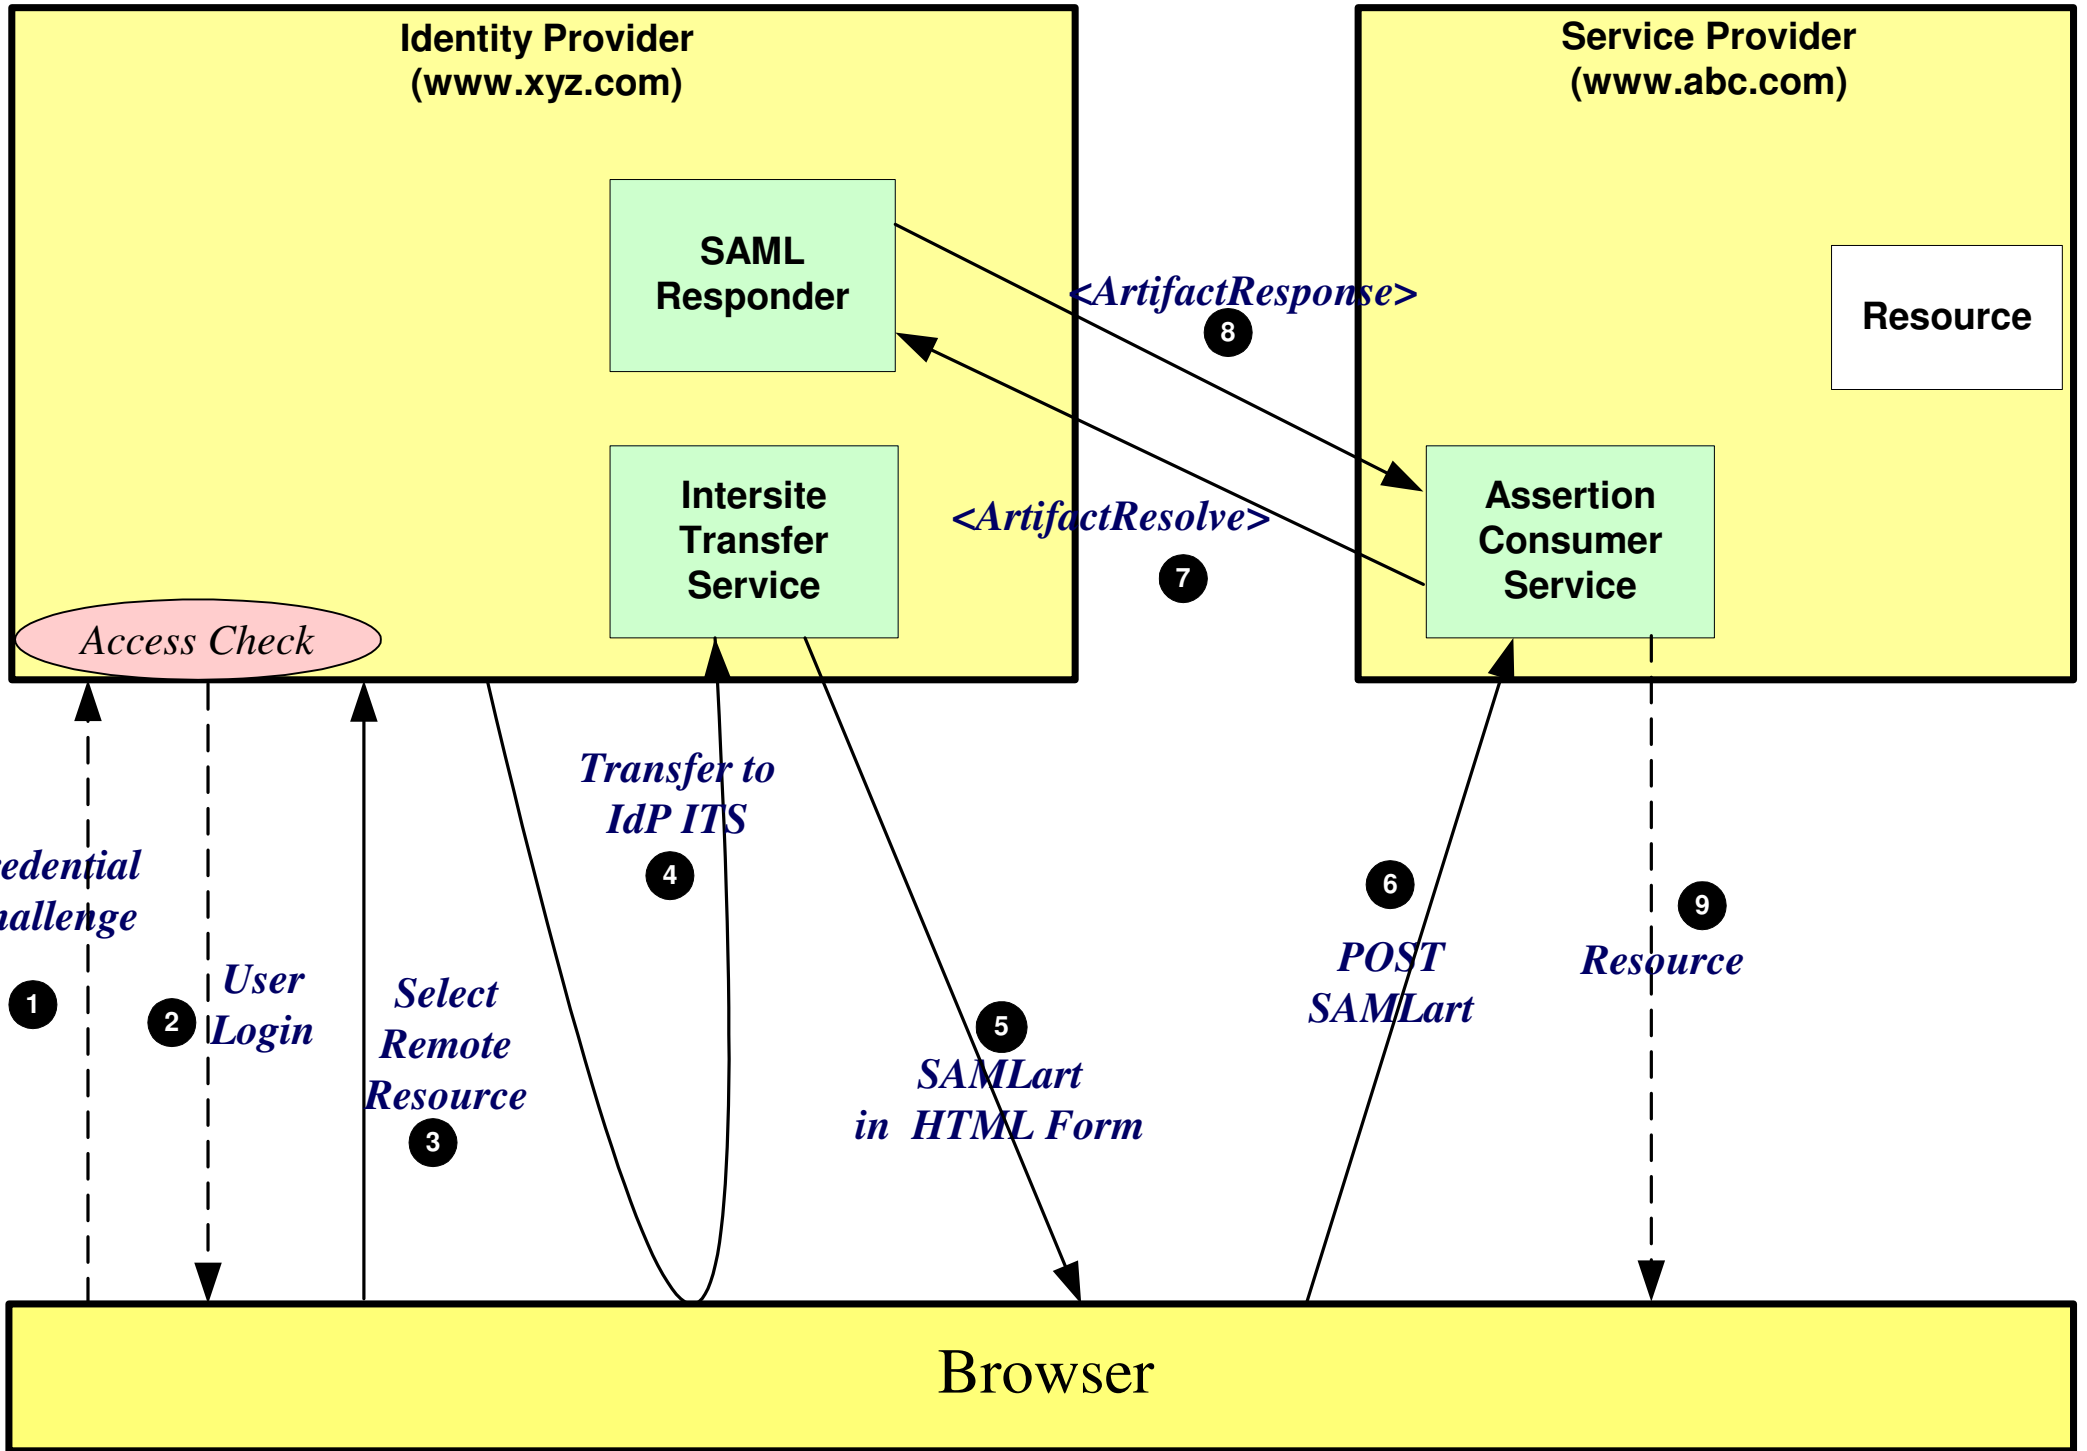 Identity Provider
(www.xyz.com)
Service Provider
(www.abc.com)
SAML
Responder
<ArtifactResponse>
8
Resource
Intersite
Transfer
Service
<ArtifactResolve>
7
Assertion
Consumer
Service
Access Check
redential
hallenge
1
2
User
Login
Select
Remote
Resource
3
Transfer to
IdP ITS
4
5
SAMLart
in HTML Form
6
POST
SAMLart
9
Resource
Browser